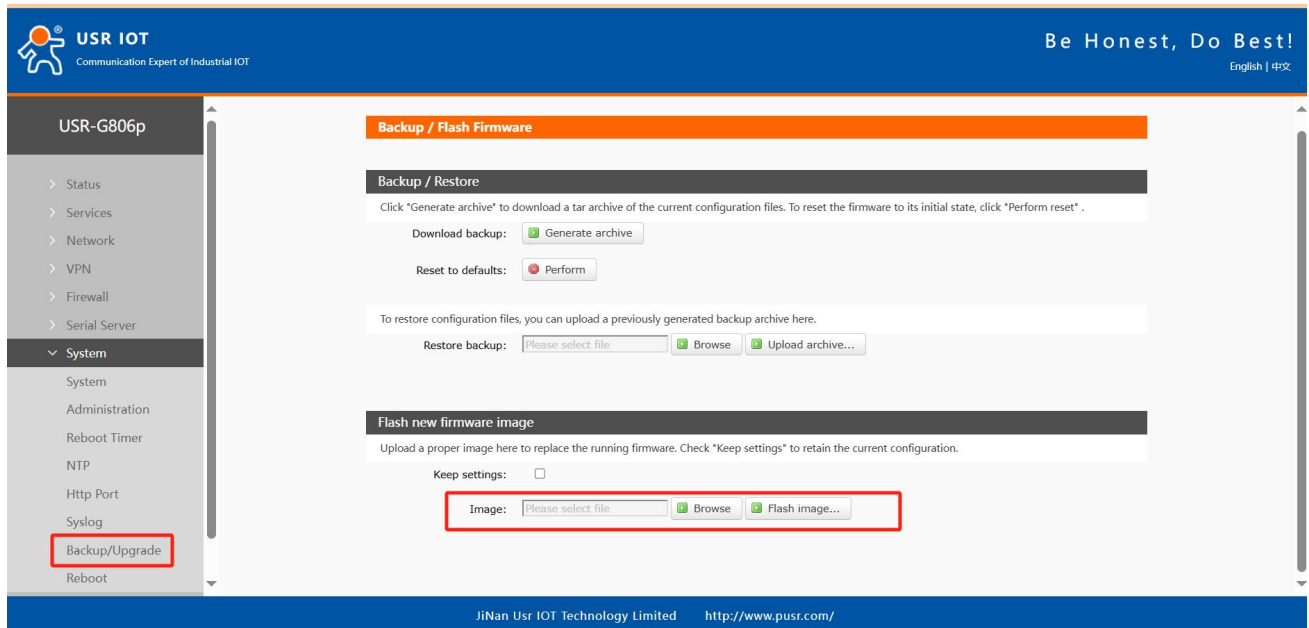 USR IOT
Communication Expert of Industrial IOT
Be Honest, Do Best!
English | 中文
USR-G806p
Status
Services
Network
VPN
Firewall
Serial Server
System
System
Administration
Reboot Timer
NTP
Http Port
Syslog
Backup/Upgrade
Reboot
Backup / Flash Firmware
Backup / Restore
Click "Generate archive" to download a tar archive of the current configuration files. To reset the firmware to its initial state, click "Perform reset" .
Download backup: Generate archive
Reset to defaults: Perform
To restore configuration files, you can upload a previously generated backup archive here.
Restore backup: Please select file Browse Upload archive...
Flash new firmware image
Upload a proper image here to replace the running firmware. Check "Keep settings" to retain the current configuration.
Keep settings:
Image: Please select file Browse Flash image...
JiNan Usr IOT Technology Limited http://www.pusr.com/